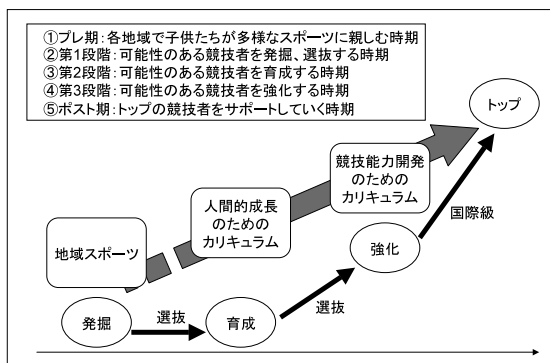 ①プレ期：各地域で子供たちが多様なスポーツに親しむ時期
②第1段階：可能性のある競技者を発掘、選抜する時期
③第2段階：可能性のある競技者を育成する時期
④第3段階：可能性のある競技者を強化する時期
⑤ポスト期：トップの競技者をサポートしていく時期
トップ
競技能力開発
のための
カリキュラム
人間的成長
のための
カリキュラム
国際級
地域スポーツ
強化
発掘
選抜
育成
選抜